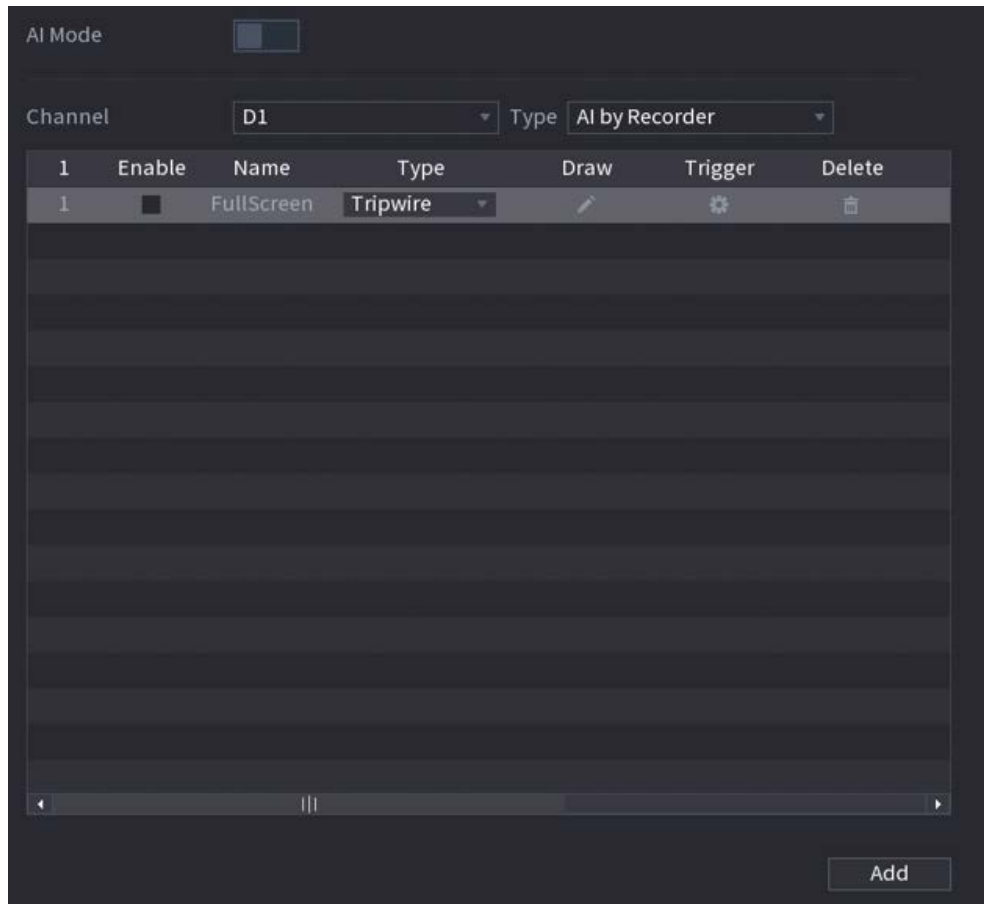 AI Mode
Channel D1 Type AI by Recorder
1 Enable Name Type Draw Trigger Delete
1 FullScreen Tripwire
Add